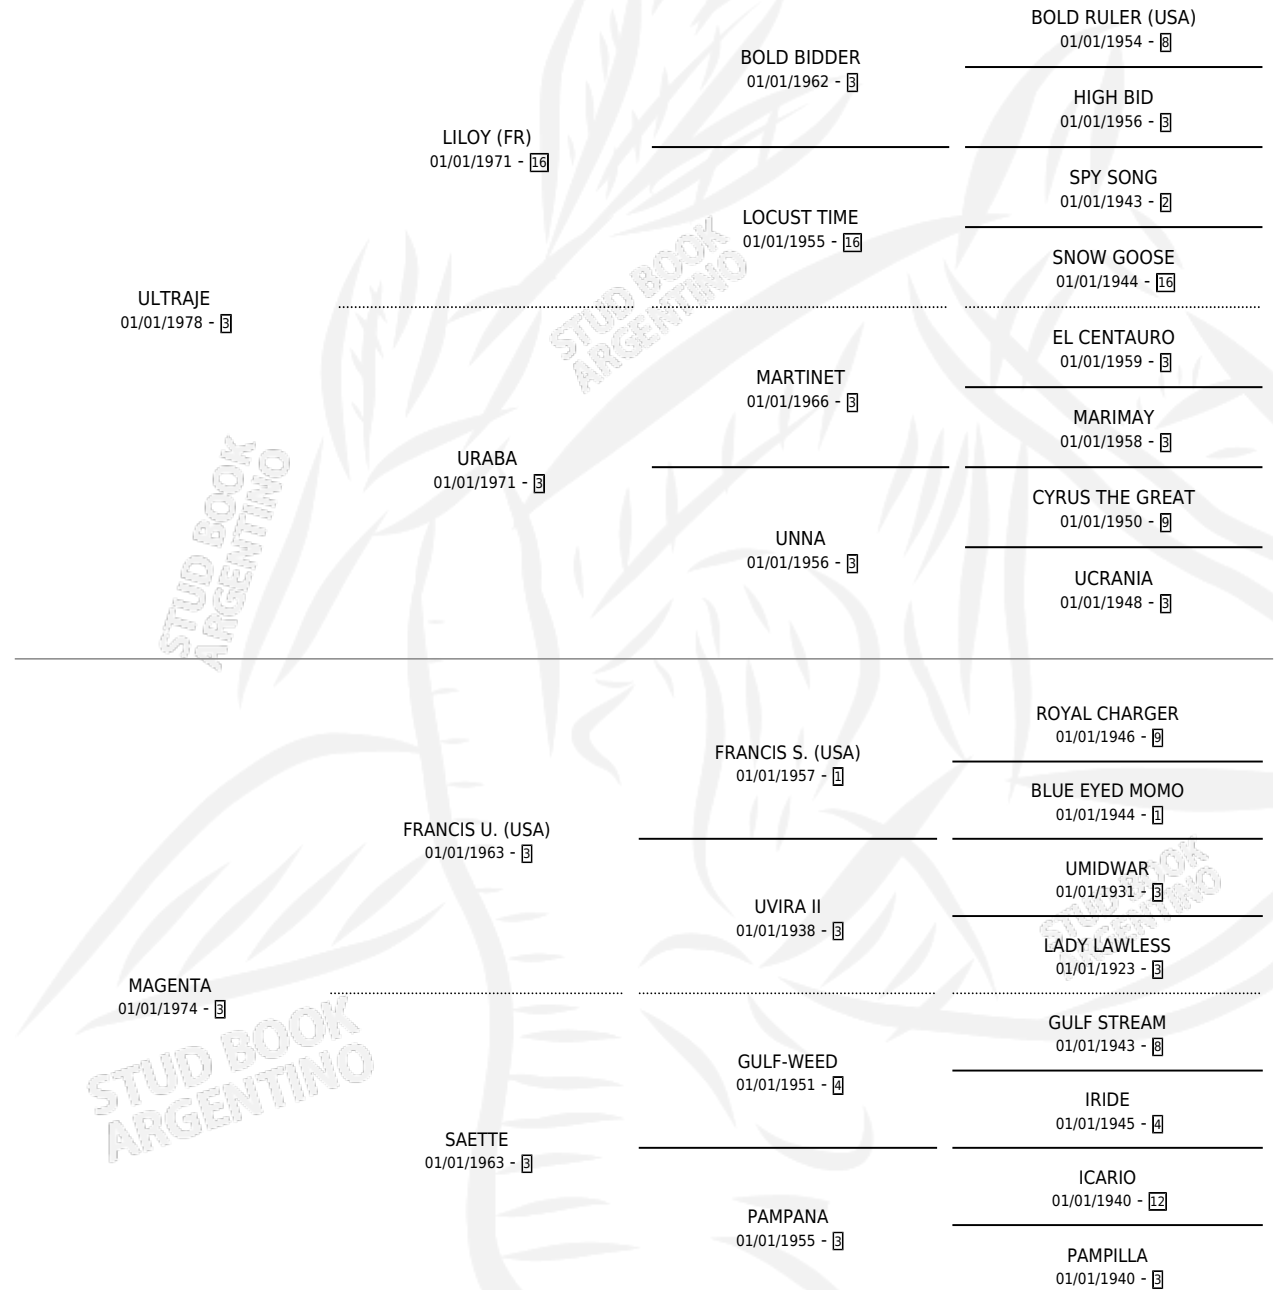 BOLD RULER (USA)
01/01/1954 - 8
BOLD BIDDER
01/01/1962 - 3
HIGH BID
01/01/1956 - 3
LILOY (FR)
01/01/1971 - 16
SPY SONG
01/01/1943 - 2
LOCUST TIME
01/01/1955 - 16
SNOW GOOSE
01/01/1944 - 16
ULTRAJE
01/01/1978 - 3
STUD BOOK
ARGENTINO
EL CENTAURO
01/01/1959 - 3
MARTINET
01/01/1966 - 3
MARIMAY
01/01/1958 - 3
URABA
01/01/1971 - 3
CYRUS THE GREAT
01/01/1950 - 9
UNNA
01/01/1956 - 3
UCRANIA
01/01/1948 - 3
STUD BOOK
ARGENTINO
ROYAL CHARGER
01/01/1946 - 9
FRANCIS S. (USA)
01/01/1957 - 1
BLUE EYED MOMO
01/01/1944 - 1
FRANCIS U. (USA)
01/01/1963 - 3
UMIDWAR
01/01/1931 - 3
UVIRA II
01/01/1938 - 3
STUD BOOK
ARGENTINO
LADY LAWLESS
01/01/1923 - 3
MAGENTA
01/01/1974 - 3
GULF STREAM
01/01/1943 - 8
GULF-WEED
01/01/1951 - 4
STUD BOOK
ARGENTINO
IRIDE
01/01/1945 - 4
SAETTE
01/01/1963 - 3
ICARIO
01/01/1940 - 12
PAMPANA
01/01/1955 - 3
PAMPILLA
01/01/1940 - 3